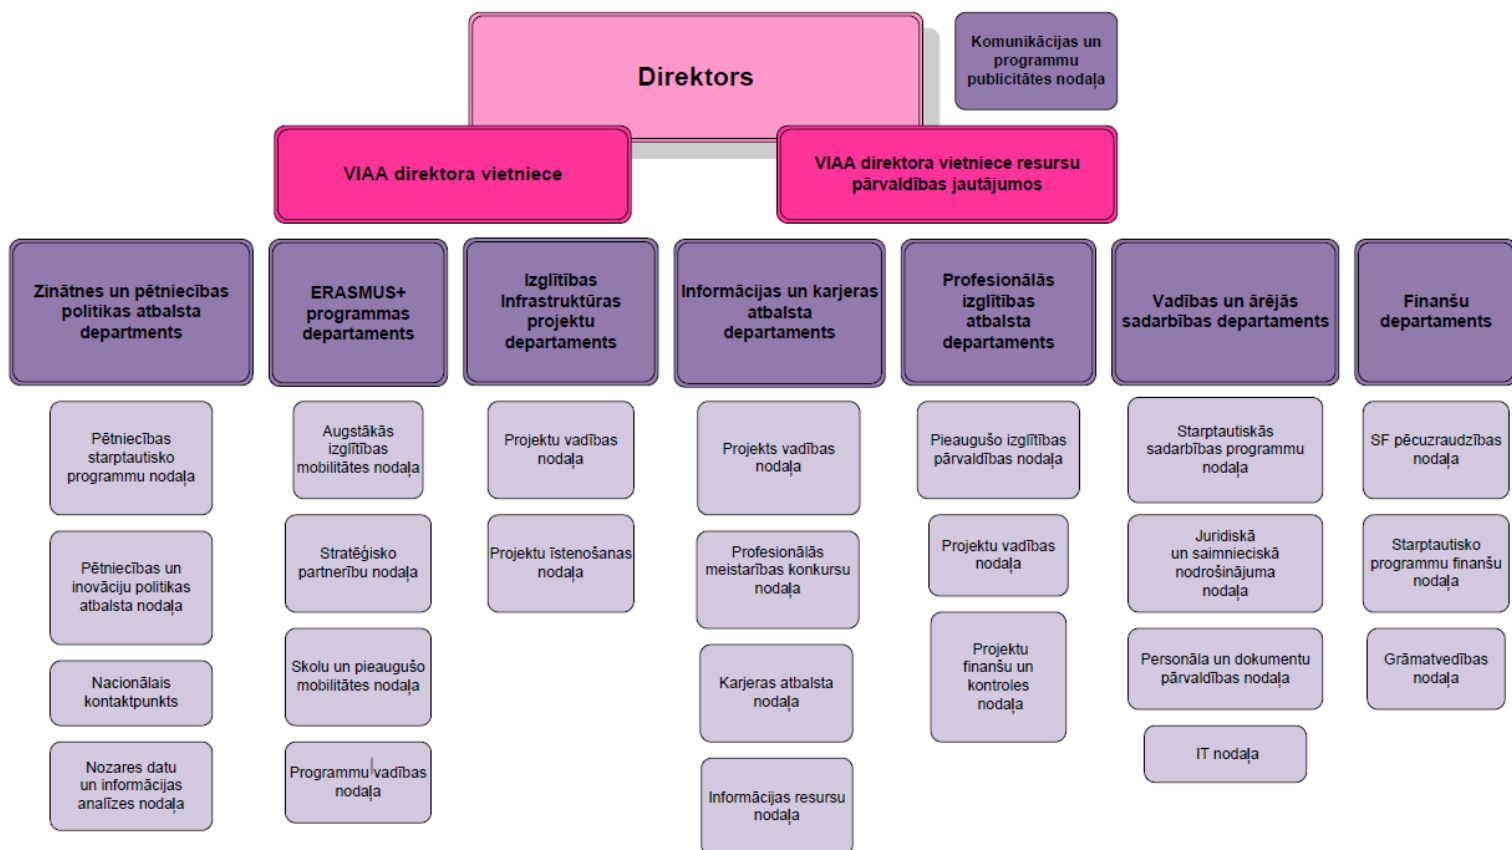 Direktors
Komunikācijas un
programmu
publicitātes nodaļa
VIAA direktora vietniece
VIAA direktora vietniece resursu
pārvaldības jautājumos
Zinātnes un pētniecības
politikas atbalsta
department​s
ERASMUS+
programmas
departaments
Izglītības
Infrastruktūras
projektu
departaments
Informācijas un karjeras
atbalsta
departaments
Profesionālās
izglītības
atbalsta
departaments
Vadības un ārējās
sadarbības departaments
Finanšu
departaments
Pētniecības
starptautisko
programmu nodaļa
Pētniecības un
inovāciju politikas
atbalsta nodaļa
Nacionālais
kontaktpunkts
Nozares datu
un informācijas
analīzes nodaļa
Augstākās
izglītības
mobilitātes nodaļa
Stratēģisko
partnerību nodaļa
Skolu un pieaugušo
mobilitātes nodaļa
Programmu vadības
nodaļa
Projektu vadības
nodaļa
Projektu īstenošanas
nodaļa
Projekts vadības
nodaļa
Profesionālās
meistarības konkursu
nodaļa
Karjeras atbalsta
nodaļa
Informācijas resursu
nodaļa
Pieaugušo izglītības
pārvaldības nodaļa
Projektu vadības
nodaļa
Projektu
finanšu un
kontroles
nodaļa
Starptautiskās
sadarbības programmu
nodaļa
Juridiskā
un saimnieciskā
nodrošinājuma
nodaļa
Personāla un dokumentu
pārvaldības nodaļa
IT nodaļa
SF pēcuzraudzības
nodaļa
Starptautisko
programmu finanšu
nodaļa
Grāmatvedības
nodaļa